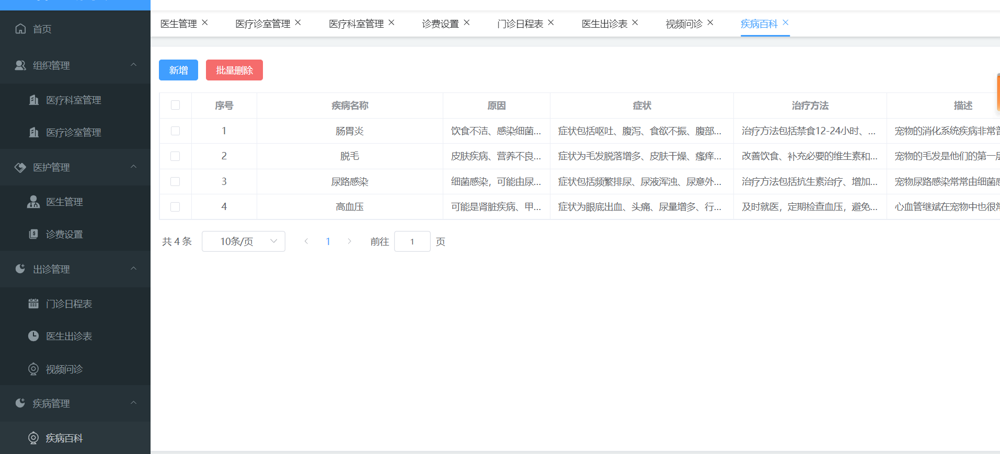 首页
组织管理
医疗科室管理
医疗诊室管理
医护管理
医生管理
诊费设置
出诊管理
门诊日程表
医生出诊表
视频问诊
疾病管理
疾病百科
医生管理 医疗诊室管理 医疗科室管理 诊费设置 门诊日程表 医生出诊表 视频问诊 疾病百科
新增 批量删除
序号 疾病名称 原因 症状 治疗方法 描述
1 肠胃炎 饮食不洁、感染细菌... 症状包括呕吐、腹泻、食欲不振、腹部... 治疗方法包括禁食12-24小时、... 宠物的消化系统疾病非常普
2 脱毛 皮肤疾病、营养不良... 症状为毛发脱落增多、皮肤干燥、瘙痒... 改善饮食、补充必要的维生素和... 宠物的毛发是他们的第一层
3 尿路感染 细菌感染，可能由尿... 症状包括频繁排尿、尿液浑浊、尿意外... 治疗方法包括抗生素治疗、增加... 宠物尿路感染常常由细菌感
4 高血压 可能是肾脏疾病、甲... 症状为眼底出血、头痛、尿量增多、行... 及时就医，定期检查血压，避免... 心血管继斌在宠物中也很常
共 4 条 10条/页 1 前往 1 页